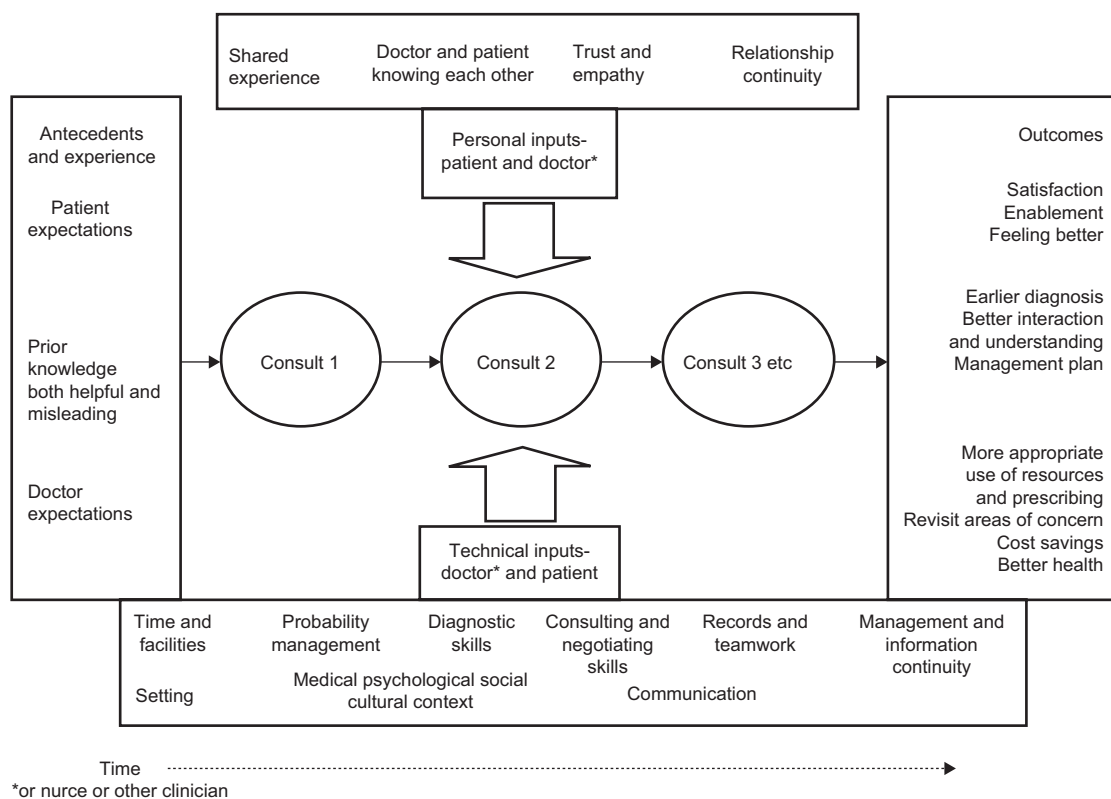 Shared
experience
Doctor and patient
knowing each other
Trust and
empathy
Relationship
continuity
Personal inputs-
patient and doctor*
Antecedents
and experience
Patient
expectations
Prior
knowledge
both helpful and
misleading
Doctor
expectations
Consult 1
Consult 2
Consult 3 etc
Outcomes
Satisfaction
Enablement
Feeling better
Earlier diagnosis
Better interaction
and understanding
Management plan
More appropriate
use of resources
and prescribing
Revisit areas of concern
Cost savings
Better health
Technical inputs-
doctor* and patient
Time and
facilities
Probability
management
Diagnostic
skills
Consulting and
negotiating
skills
Records and
teamwork
Management and
information
continuity
Setting
Medical psychological social
cultural context
Communication
Time
*or nurce or other clinician